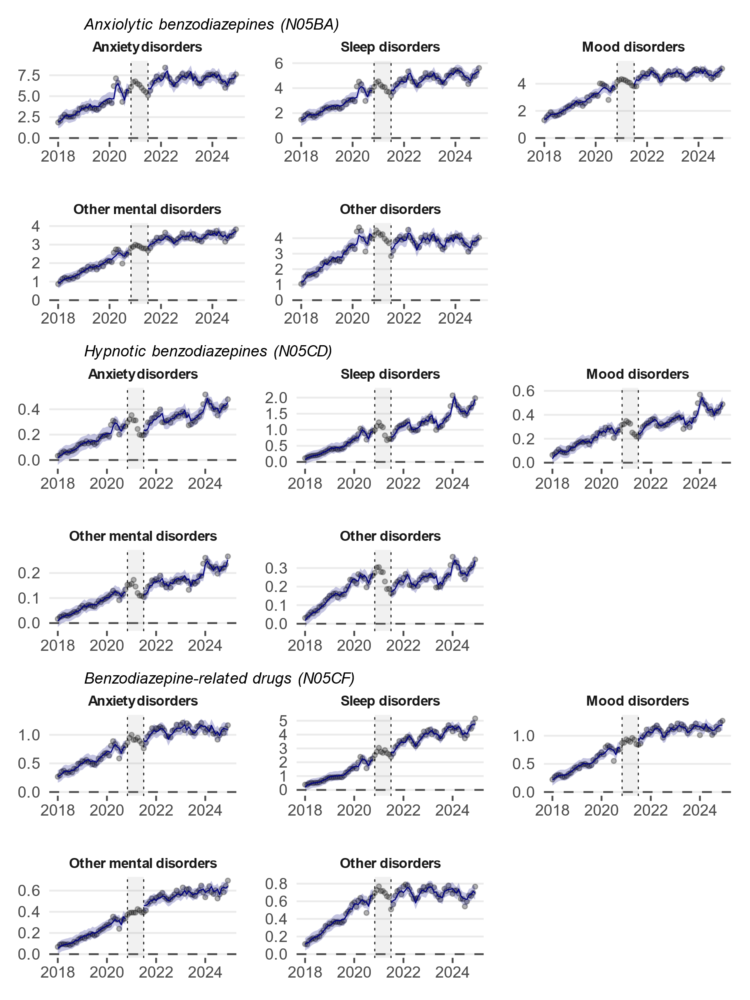 Anxiolytic benzodiazepines (N05BA)
Anxiety disorders
Sleep disorders
Mood disorders
7.5
5.0
2.5
0.0
2018 2020 2022 2024
6
4
2
0
2018 2020 2022 2024
4
2
0
2018 2020 2022 2024
Other mental disorders
Other disorders
4
3
2
1
0
2018 2020 2022 2024
4
3
2
1
0
2018 2020 2022 2024
Hypnotic benzodiazepines (N05CD)
Anxiety disorders
Sleep disorders
Mood disorders
0.4
0.2
0.0
2018 2020 2022 2024
2.0
1.5
1.0
0.5
0.0
2018 2020 2022 2024
0.6
0.4
0.2
0.0
2018 2020 2022 2024
Other mental disorders
Other disorders
0.2
0.1
0.0
2018 2020 2022 2024
0.3
0.2
0.1
0.0
2018 2020 2022 2024
Benzodiazepine-related drugs (N05CF)
Anxiety disorders
Sleep disorders
Mood disorders
1.0
0.5
0.0
2018 2020 2022 2024
5
4
3
2
1
0
2018 2020 2022 2024
1.0
0.5
0.0
2018 2020 2022 2024
Other mental disorders
Other disorders
0.6
0.4
0.2
0.0
2018 2020 2022 2024
0.8
0.6
0.4
0.2
0.0
2018 2020 2022 2024